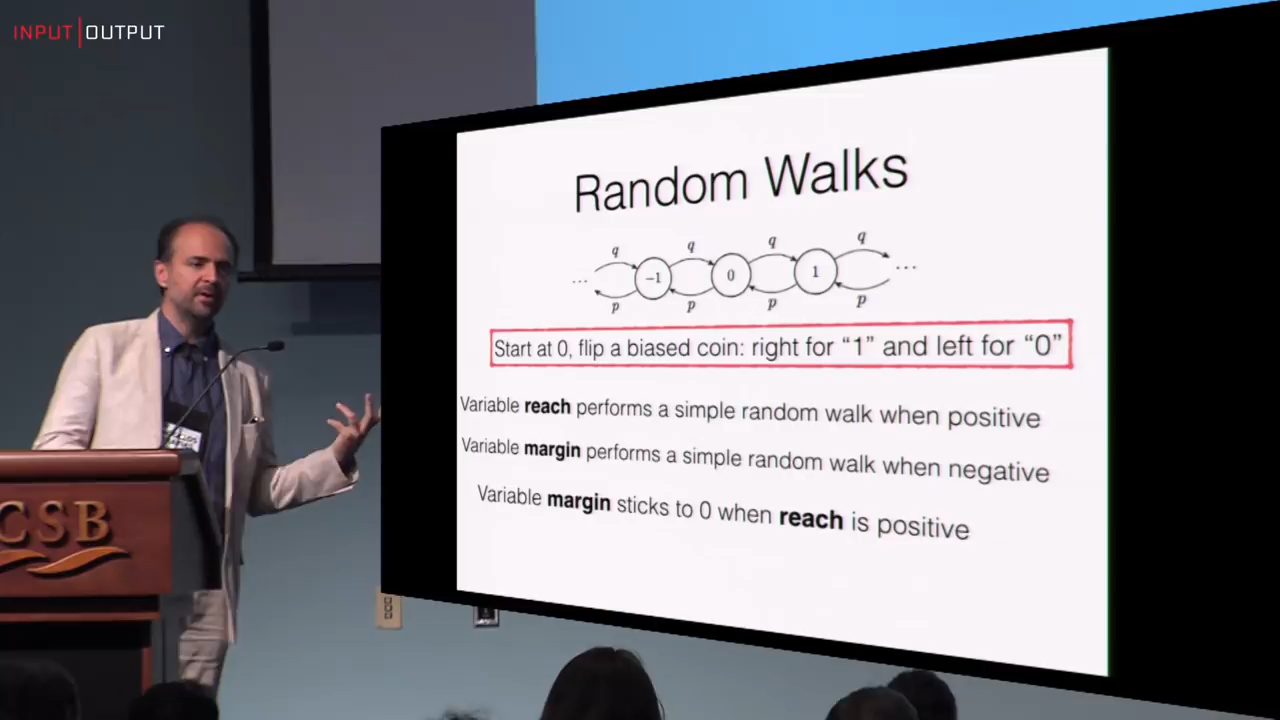 INPUT|OUTPUT
Random Walks
q q q q
... −1 0 1 ...
p p p p
Start at 0, flip a biased coin: right for “1” and left for “0”
Variable reach performs a simple random walk when positive
Variable margin performs a simple random walk when negative
Variable margin sticks to 0 when reach is positive
CSB